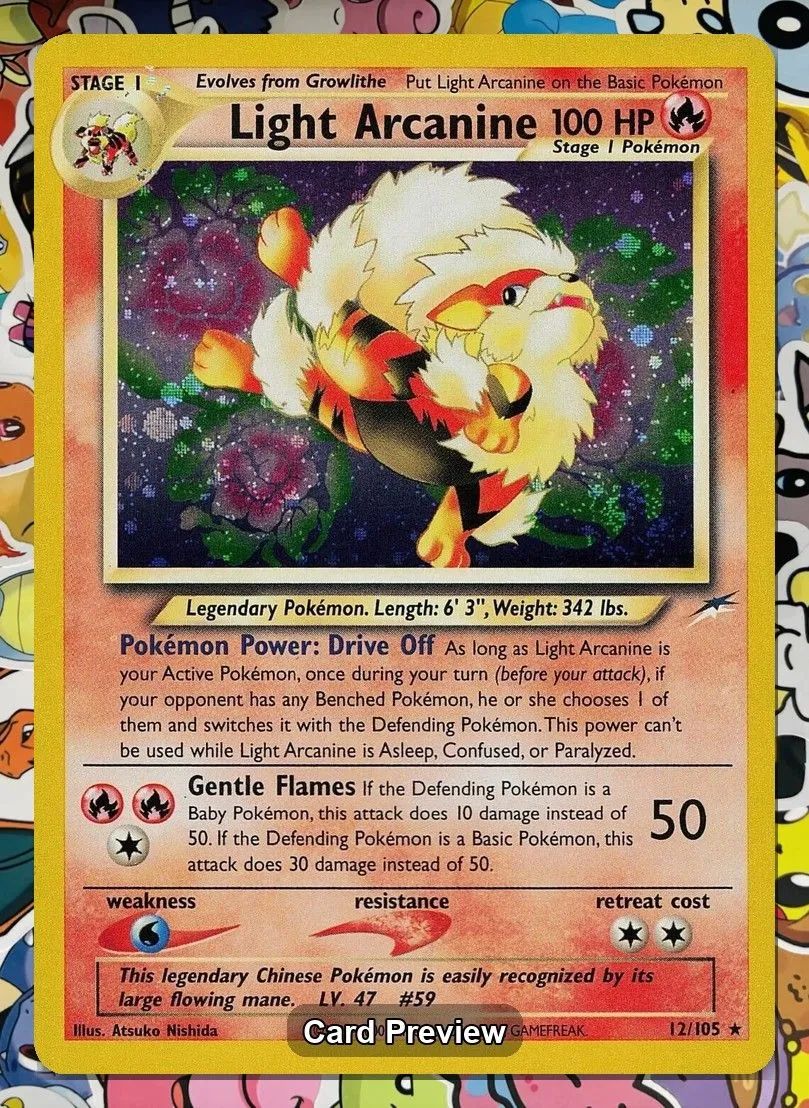 STAGE 1 Evolves from Growlithe Put Light Arcanine on the Basic Pokémon
Light Arcanine 100 HP
Stage 1 Pokémon
Legendary Pokémon. Length: 6' 3", Weight: 342 lbs.
Pokémon Power: Drive Off As long as Light Arcanine is
your Active Pokémon, once during your turn (before your attack), if
your opponent has any Benched Pokémon, he or she chooses 1 of
them and switches it with the Defending Pokémon. This power can't
be used while Light Arcanine is Asleep, Confused, or Paralyzed.
Gentle Flames If the Defending Pokémon is a
Baby Pokémon, this attack does 10 damage instead of
50. If the Defending Pokémon is a Basic Pokémon, this
attack does 30 damage instead of 50.
50
weakness resistance retreat cost
This legendary Chinese Pokémon is easily recognized by its
large flowing mane. LV. 47 #59
Illus. Atsuko Nishida GAMEFREAK. 12/105 ★
Card Preview